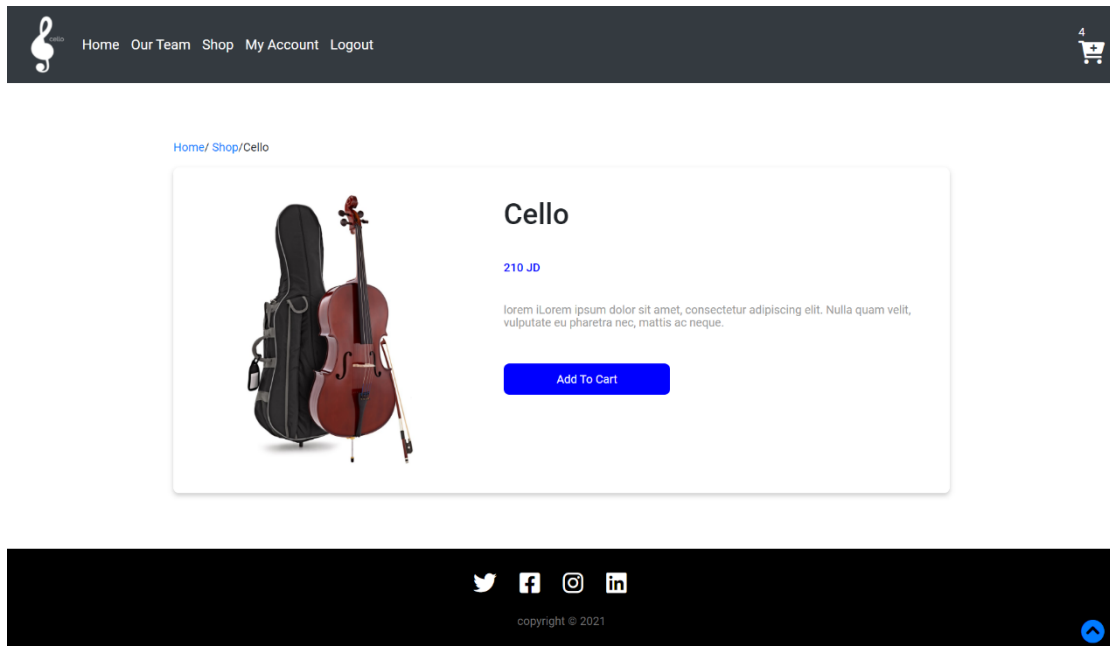 cello
Home Our Team Shop My Account Logout
4
Home/ Shop/Cello
Cello
210 JD
lorem iLorem ipsum dolor sit amet, consectetur adipiscing elit. Nulla quam velit,
vulputate eu pharetra nec, mattis ac neque.
Add To Cart
copyright © 2021